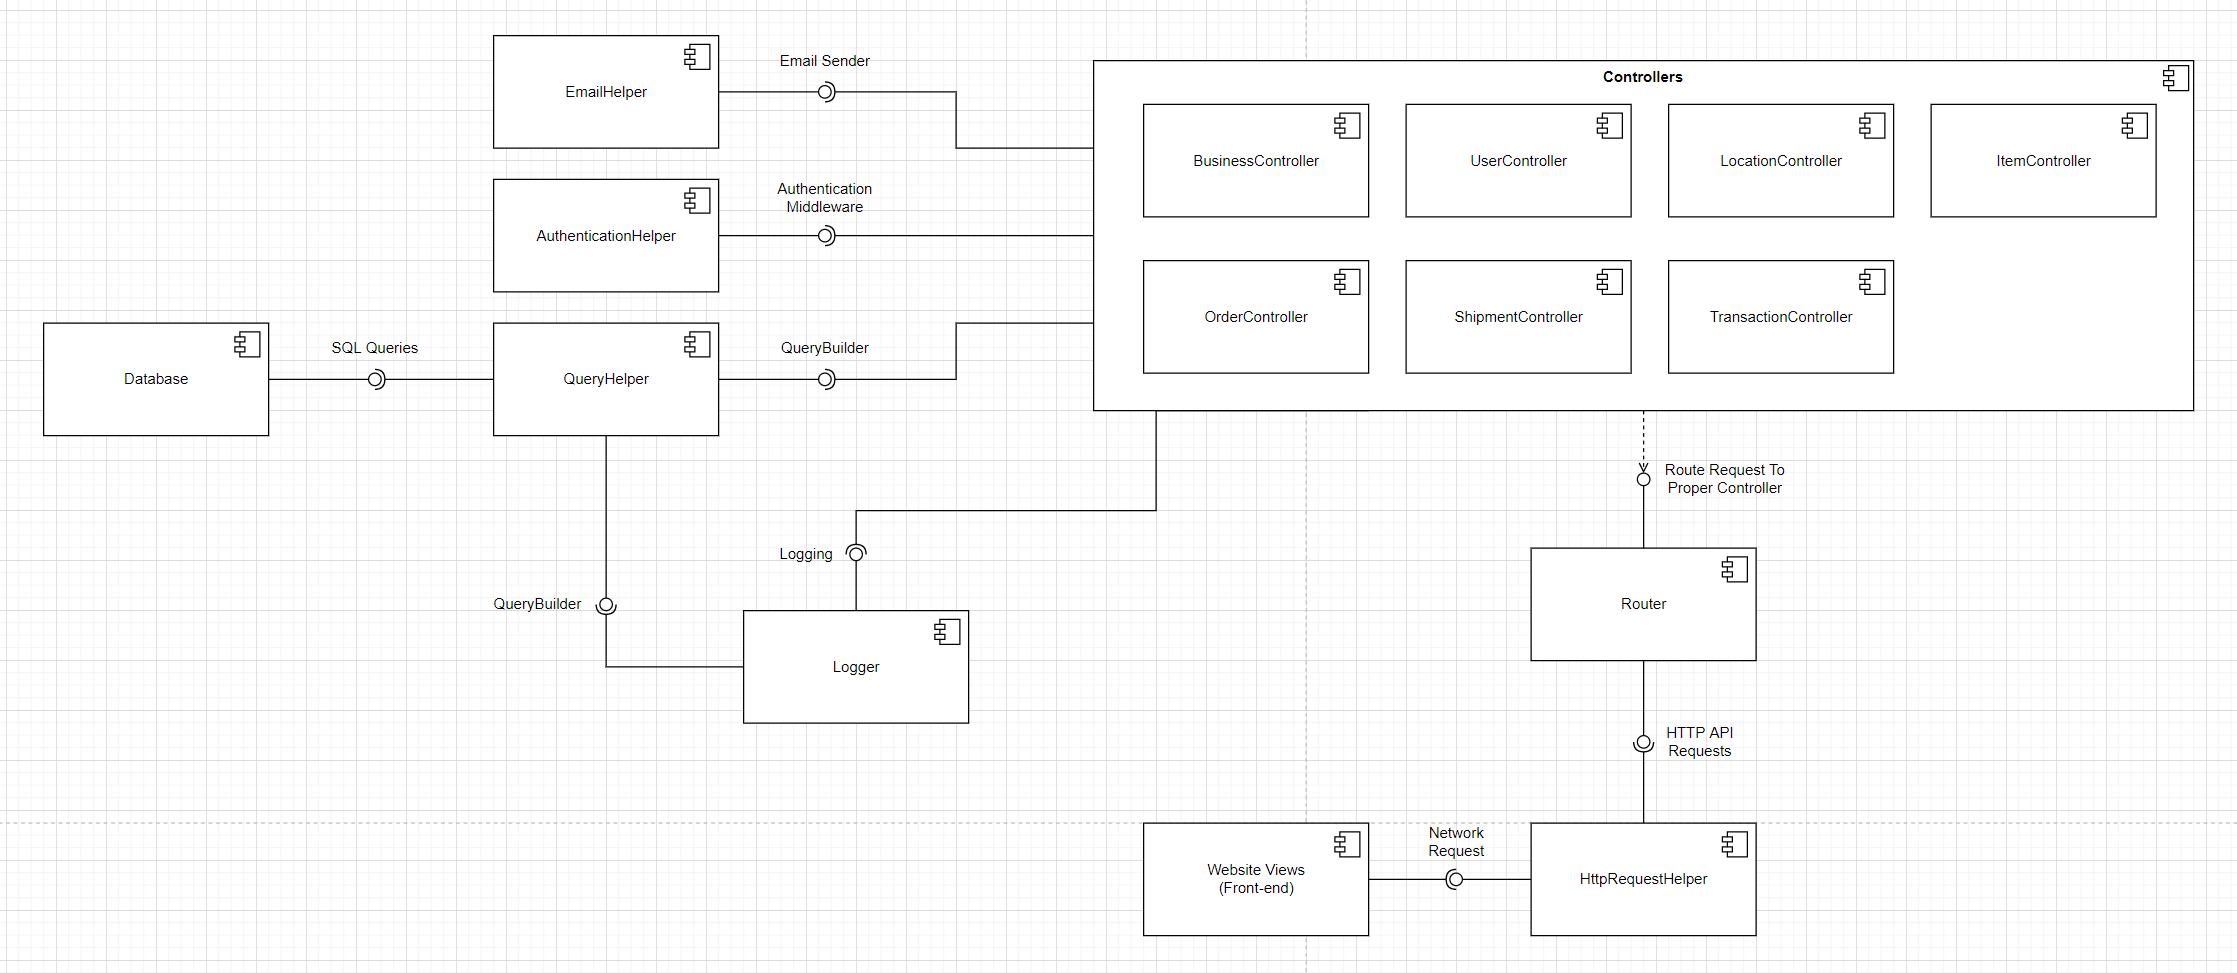 Email Sender
EmailHelper
Controllers
BusinessController
UserController
LocationController
ItemController
Authentication
Middleware
AuthenticationHelper
OrderController
ShipmentController
TransactionController
Database
SQL Queries
QueryHelper
QueryBuilder
Route Request To
Proper Controller
Logging
QueryBuilder
Router
Logger
HTTP API
Requests
Network
Request
Website Views
(Front-end)
HttpRequestHelper